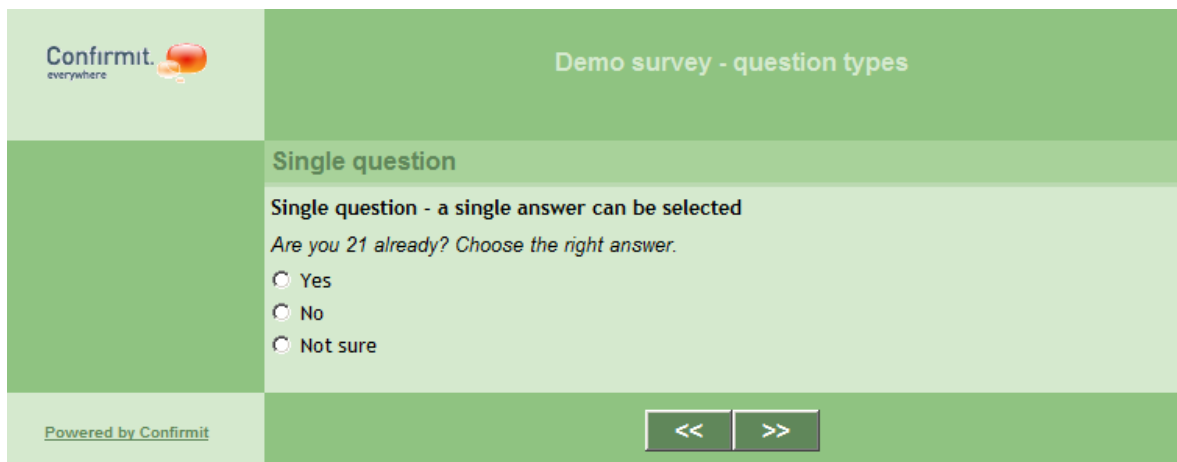 Confirmit.
everywhere
Demo survey - question types
Single question
Single question - a single answer can be selected
Are you 21 already? Choose the right answer.
Yes
No
Not sure
Powered by Confirmit
<< >>